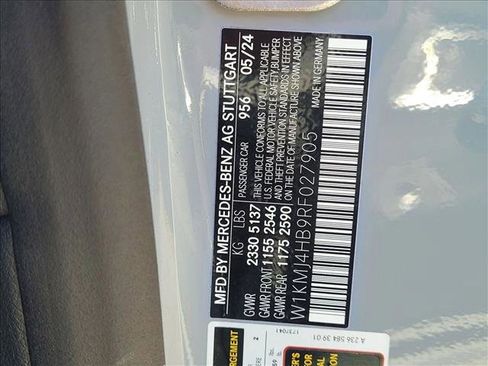 MFD BY MERCEDES-BENZ AG STUTTGART
PASSENGER CAR 956 05/24
KG LBS
GVWR 2330 5137
GAWR FRONT 1155 2546
GAWR REAR 1175 2590
THIS VEHICLE CONFORMS TO ALL APPLICABLE
U.S. FEDERAL MOTOR VEHICLE SAFETY, BUMPER
AND THEFT PREVENTION STANDARDS IN EFFECT
ON THE DATE OF MANUFACTURE SHOWN ABOVE
W1KMJ4HB9RF027905
MADE IN GERMANY
A 236 584 39 01
1737041